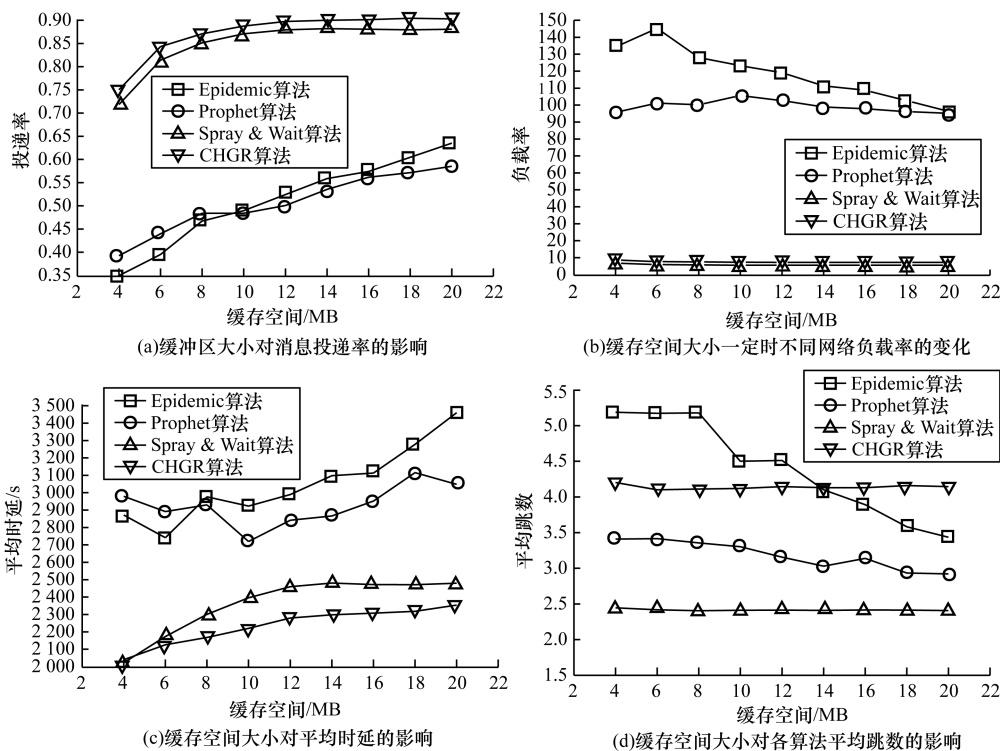 0.90
0.85
0.80
0.75
0.70
0.65
0.60
0.55
0.50
0.45
0.40
0.35
投递率
Epidemic算法
Prophet算法
Spray & Wait算法
CHGR算法
2 4 6 8 10 12 14 16 18 20 22
缓存空间/MB
(a)缓冲区大小对消息投递率的影响
150
140
130
120
110
100
90
80
70
60
50
40
30
20
10
0
负载率
Epidemic算法
Prophet算法
Spray & Wait算法
CHGR算法
2 4 6 8 10 12 14 16 18 20 22
缓存空间/MB
(b)缓存空间大小一定时不同网络负载率的变化
3 500
3 400
3 300
3 200
3 100
3 000
2 900
2 800
2 700
2 600
2 500
2 400
2 300
2 200
2 100
2 000
平均时延/s
Epidemic算法
Prophet算法
Spray & Wait算法
CHGR算法
2 4 6 8 10 12 14 16 18 20 22
缓存空间/MB
(c)缓存空间大小对平均时延的影响
5.5
5.0
4.5
4.0
3.5
3.0
2.5
2.0
1.5
平均跳数
Epidemic算法
Prophet算法
Spray & Wait算法
CHGR算法
2 4 6 8 10 12 14 16 18 20 22
缓存空间/MB
(d)缓存空间大小对各算法平均跳数的影响